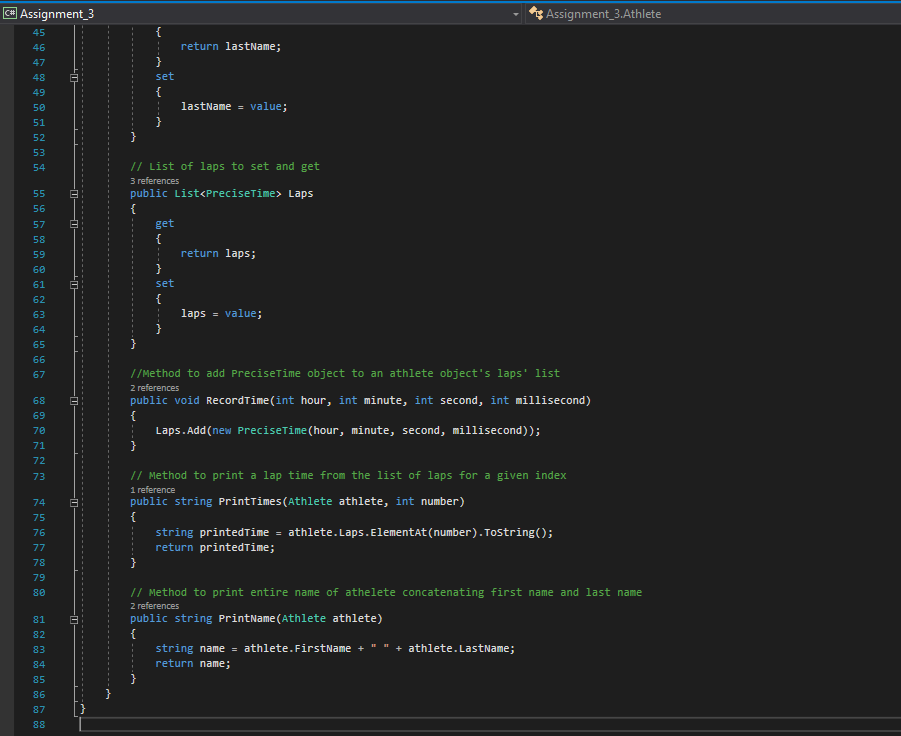 C# Assignment_3 Assignment_3.Athlete
45 {
46 return lastName;
47 }
48 set
49 {
50 lastName = value;
51 }
52 }
53
54 // List of laps to set and get
3 references
55 public List<PreciseTime> Laps
56 {
57 get
58 {
59 return laps;
60 }
61 set
62 {
63 laps = value;
64 }
65 }
66
67 //Method to add PreciseTime object to an athlete object's laps' list
2 references
68 public void RecordTime(int hour, int minute, int second, int millisecond)
69 {
70 Laps.Add(new PreciseTime(hour, minute, second, millisecond));
71 }
72
73 // Method to print a lap time from the list of laps for a given index
1 reference
74 public string PrintTimes(Athlete athlete, int number)
75 {
76 string printedTime = athlete.Laps.ElementAt(number).ToString();
77 return printedTime;
78 }
79
80 // Method to print entire name of athelete concatenating first name and last name
2 references
81 public string PrintName(Athlete athlete)
82 {
83 string name = athlete.FirstName + " " + athlete.LastName;
84 return name;
85 }
86 }
87 }
88